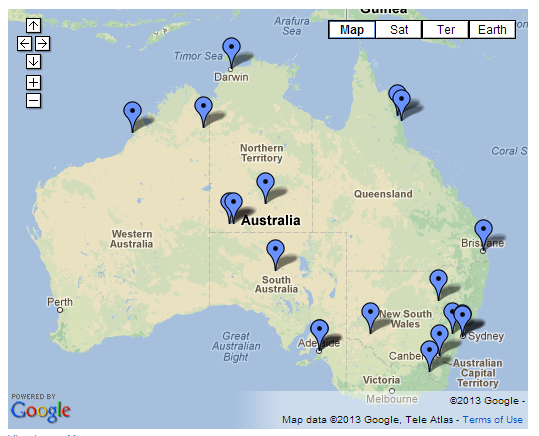 Guinea
Arafura
Sea
Map
Sat
Ter
Earth
Timor Sea
Darwin
Coral S
Northern
Territory
Queensland
Australia
Western
Australia
Brisbane
South
Australia
Perth
New South
Wales
Sydney
Great
Australian
Bight
Adelaide
Canberra
Australian
Capital
Territory
Victoria
Melbourne
POWERED BY
Google
©2013 Google -
Map data ©2013 Google, Tele Atlas - Terms of Use